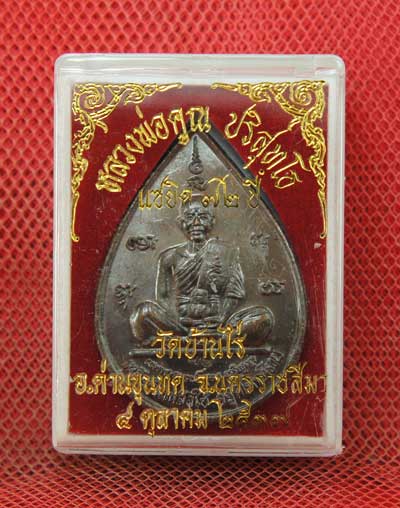 หลวงพ่อคูณ ปริสุทโธ
แซยิด ๗๒ ปี
วัดบ้านไร่
อ.ด่านขุนทด จ.นครราชสีมา
๔ ตุลาคม ๒๕๓๗